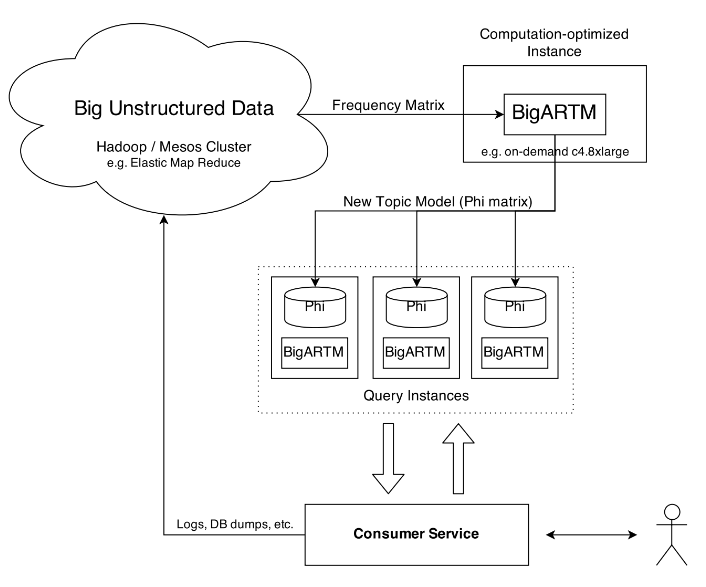 Computation-optimized
Instance
Big Unstructured Data
Frequency Matrix
BigARTM
Hadoop / Mesos Cluster
e.g. Elastic Map Reduce
e.g. on-demand c4.8xlarge
New Topic Model (Phi matrix)
Phi
Phi
Phi
BigARTM
BigARTM
BigARTM
Query Instances
Logs, DB dumps, etc.
Consumer Service